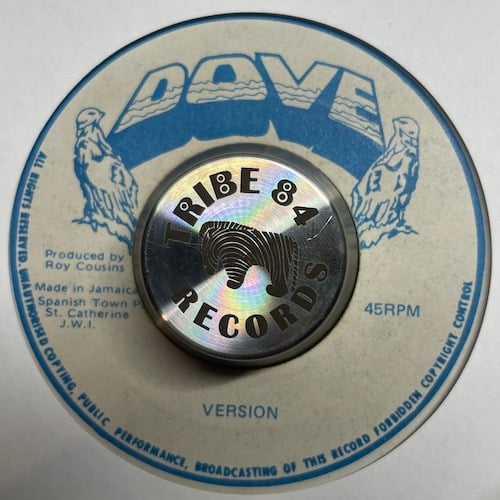 DOVE
TRIBE 84
RECORDS
Produced by
Roy Cousins
Made in Jamaica
Spanish Town P
St. Catherine
J.W.I.
45RPM
VERSION
ALL RIGHTS RESERVED. UNAUTHORISED COPYING, PUBLIC PERFORMANCE, BROADCASTING OF THIS RECORD FORBIDDEN COPYRIGHT CONTROL